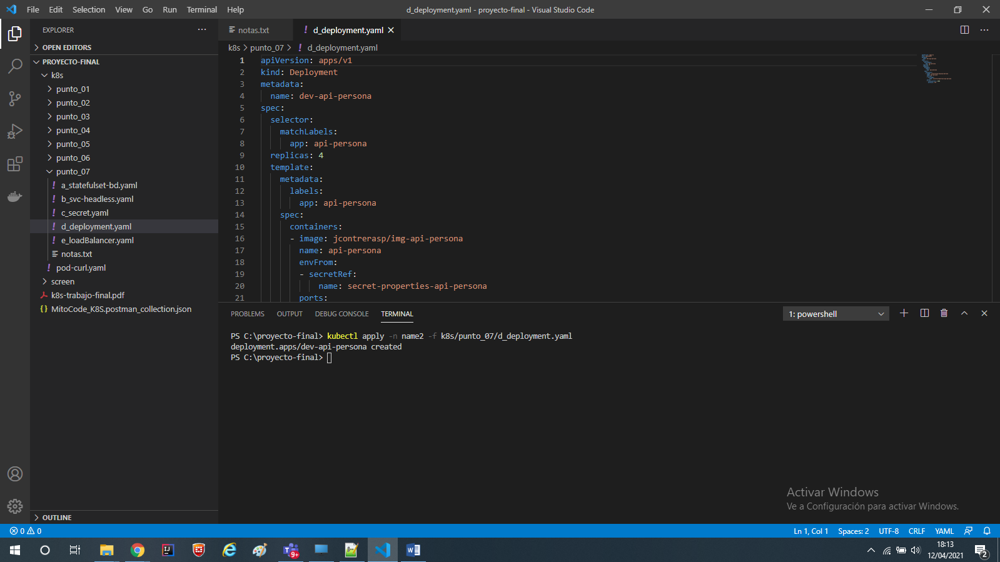 File Edit Selection View Go Run Terminal Help
d_deployment.yaml - proyecto-final - Visual Studio Code
EXPLORER
OPEN EDITORS
PROYECTO-FINAL
k8s
punto_01
punto_02
punto_03
punto_04
punto_05
punto_06
punto_07
! a_statefulset-bd.yaml
! b_svc-headless.yaml
! c_secret.yaml
! d_deployment.yaml
! e_loadBalancer.yaml
notas.txt
! pod-curl.yaml
screen
k8s-trabajo-final.pdf
{} MitoCode_K8S.postman_collection.json
OUTLINE
notas.txt ! d_deployment.yaml
k8s > punto_07 > ! d_deployment.yaml
1 apiVersion: apps/v1
2 kind: Deployment
3 metadata:
4 name: dev-api-persona
5 spec:
6 selector:
7 matchLabels:
8 app: api-persona
9 replicas: 4
10 template:
11 metadata:
12 labels:
13 app: api-persona
14 spec:
15 containers:
16 - image: jcontrerasp/img-api-persona
17 name: api-persona
18 envFrom:
19 - secretRef:
20 name: secret-properties-api-persona
21 ports:
PROBLEMS OUTPUT DEBUG CONSOLE TERMINAL
1: powershell
PS C:\proyecto-final> kubectl apply -n name2 -f k8s/punto_07/d_deployment.yaml
deployment.apps/dev-api-persona created
PS C:\proyecto-final>
Activar Windows
Ve a Configuración para activar Windows.
0 0
Ln 1, Col 1 Spaces: 2 UTF-8 CRLF YAML
9+
18:13
12/04/2021
2